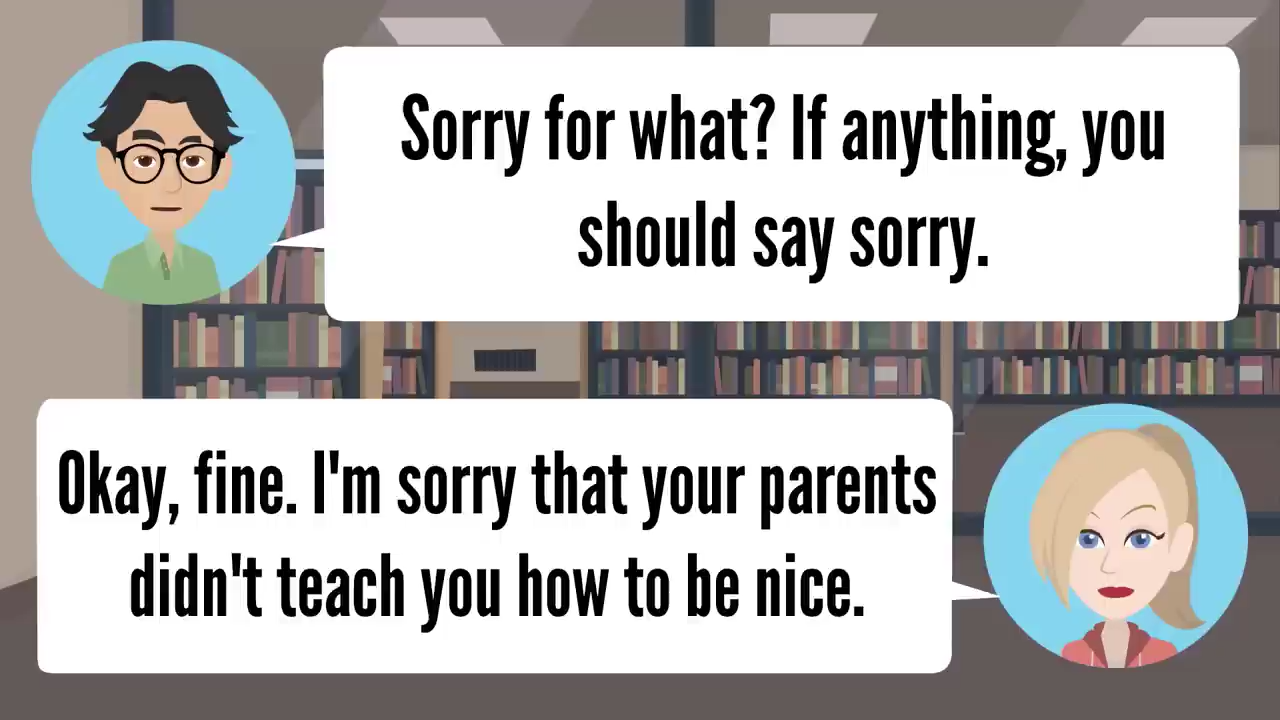 Sorry for what? If anything, you
should say sorry.
Okay, fine. I'm sorry that your parents
didn't teach you how to be nice.